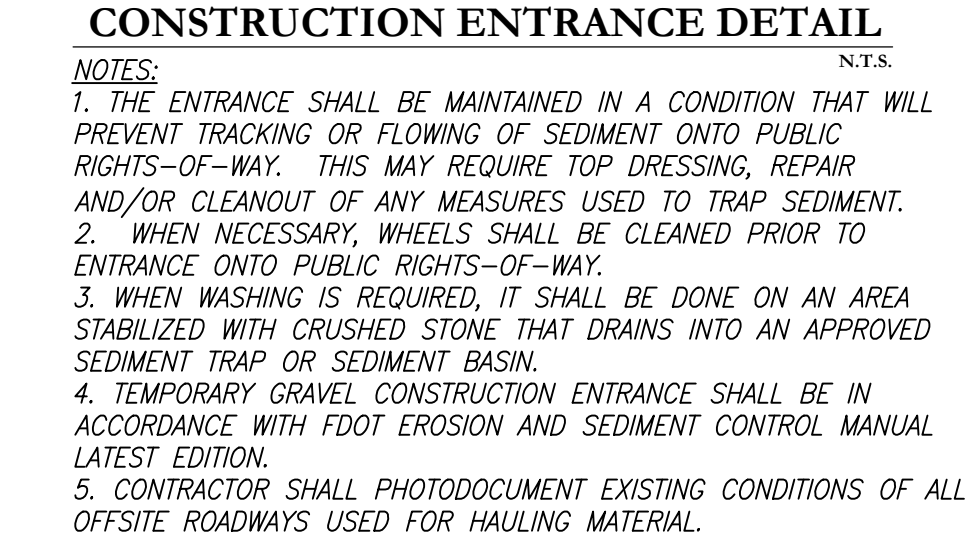 CONSTRUCTION ENTRANCE DETAIL
N.T.S.
NOTES:
1. THE ENTRANCE SHALL BE MAINTAINED IN A CONDITION THAT WILL
PREVENT TRACKING OR FLOWING OF SEDIMENT ONTO PUBLIC
RIGHTS-OF-WAY. THIS MAY REQUIRE TOP DRESSING, REPAIR
AND/OR CLEANOUT OF ANY MEASURES USED TO TRAP SEDIMENT.
2. WHEN NECESSARY, WHEELS SHALL BE CLEANED PRIOR TO
ENTRANCE ONTO PUBLIC RIGHTS-OF-WAY.
3. WHEN WASHING IS REQUIRED, IT SHALL BE DONE ON AN AREA
STABILIZED WITH CRUSHED STONE THAT DRAINS INTO AN APPROVED
SEDIMENT TRAP OR SEDIMENT BASIN.
4. TEMPORARY GRAVEL CONSTRUCTION ENTRANCE SHALL BE IN
ACCORDANCE WITH FDOT EROSION AND SEDIMENT CONTROL MANUAL
LATEST EDITION.
5. CONTRACTOR SHALL PHOTODOCUMENT EXISTING CONDITIONS OF ALL
OFFSITE ROADWAYS USED FOR HAULING MATERIAL.